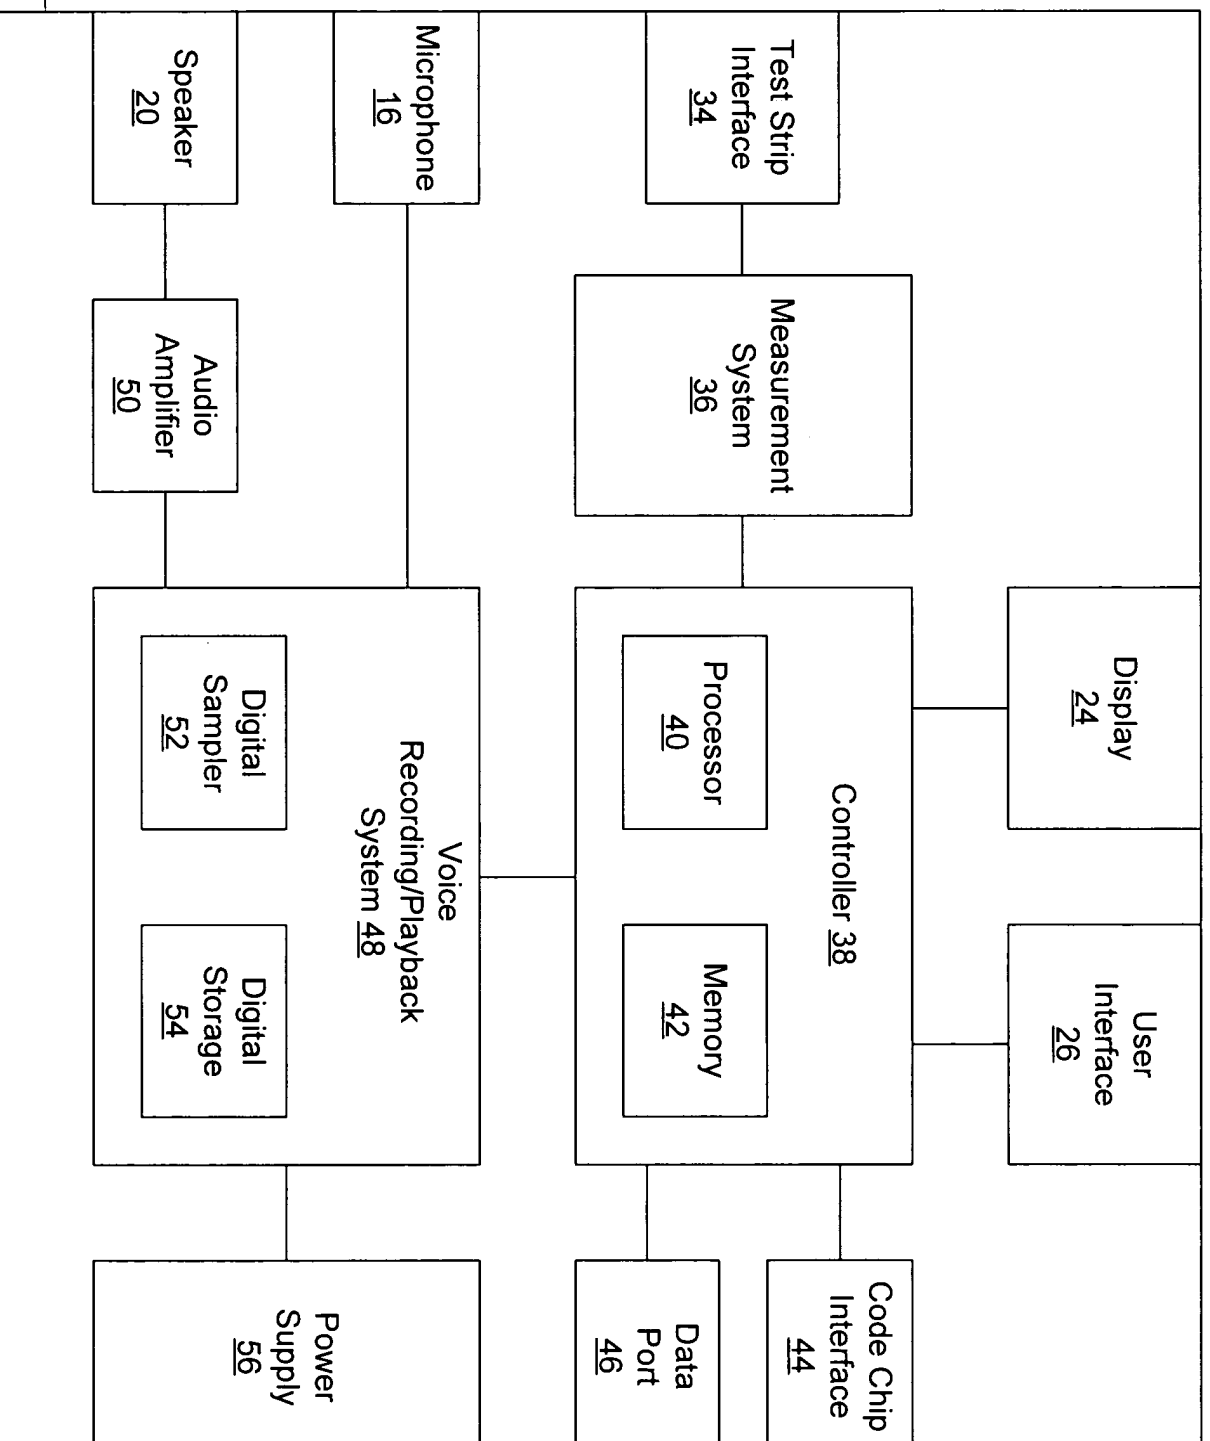 Display
24
User
Interface
26
Test Strip
Interface
34
Measurement
System
36
Controller 38
Processor
40
Memory
42
Code Chip
Interface
44
Data
Port
46
Microphone
16
Voice
Recording/Playback
System 48
Speaker
20
Audio
Amplifier
50
Digital
Sampler
52
Digital
Storage
54
Power
Supply
56